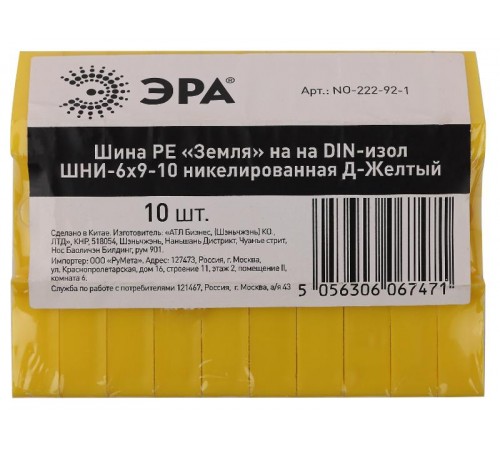 ЭРА®
Арт.: NO-222-92-1
Шина PE «Земля» на на DIN-изол
ШНИ-6х9-10 никелированная Д-Желтый
10 шт.
Сделано в Китае. Изготовитель: «АТЛ Бизнес, (Шэньчжэнь) КО.,
ЛТД», КНР, 518054, Шэньчжэнь, Наньшань Дистрикт, Чуанье стрит,
Нос Баоличэн Билдинг, рум 901.
Импортер: ООО «РуМета». Адрес: 127473, Россия, г. Москва,
ул. Краснопролетарская, дом 16, строение 11, этаж 2, помещение II,
комната 6.
Служба по работе с потребителями 121467, Россия, г. Москва, а/я 43
5 056306 067471